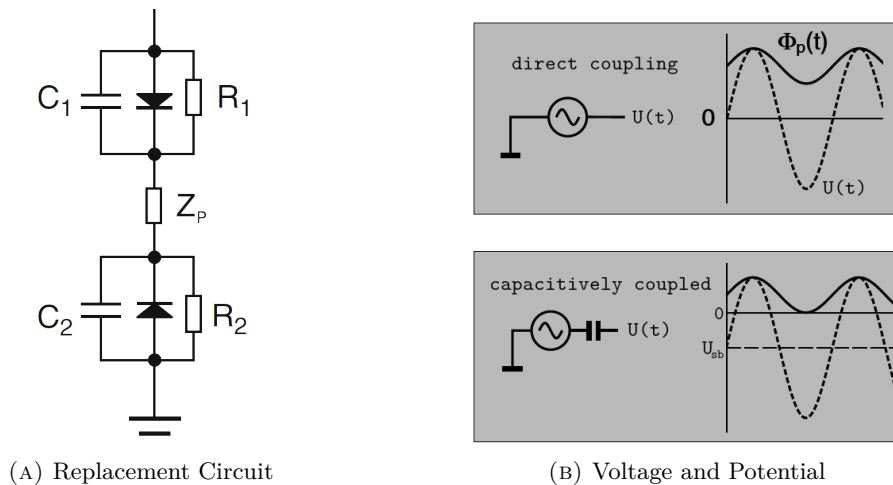 C1
R1
ZP
C2
R2
(A) Replacement Circuit
direct coupling
U(t)
Φp(t)
0
U(t)
capacitively coupled
U(t)
0
Usb
(B) Voltage and Potential